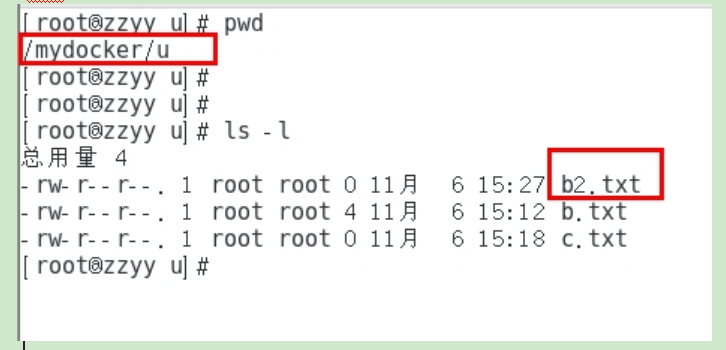 [root@zzyy u]# pwd
/mydocker/u
[root@zzyy u]#
[root@zzyy u]#
[root@zzyy u]# ls -l
总用量 4
-rw-r--r--. 1 root root 0 11月  6 15:27 b2.txt
-rw-r--r--. 1 root root 4 11月  6 15:12 b.txt
-rw-r--r--. 1 root root 0 11月  6 15:18 c.txt
[root@zzyy u]#